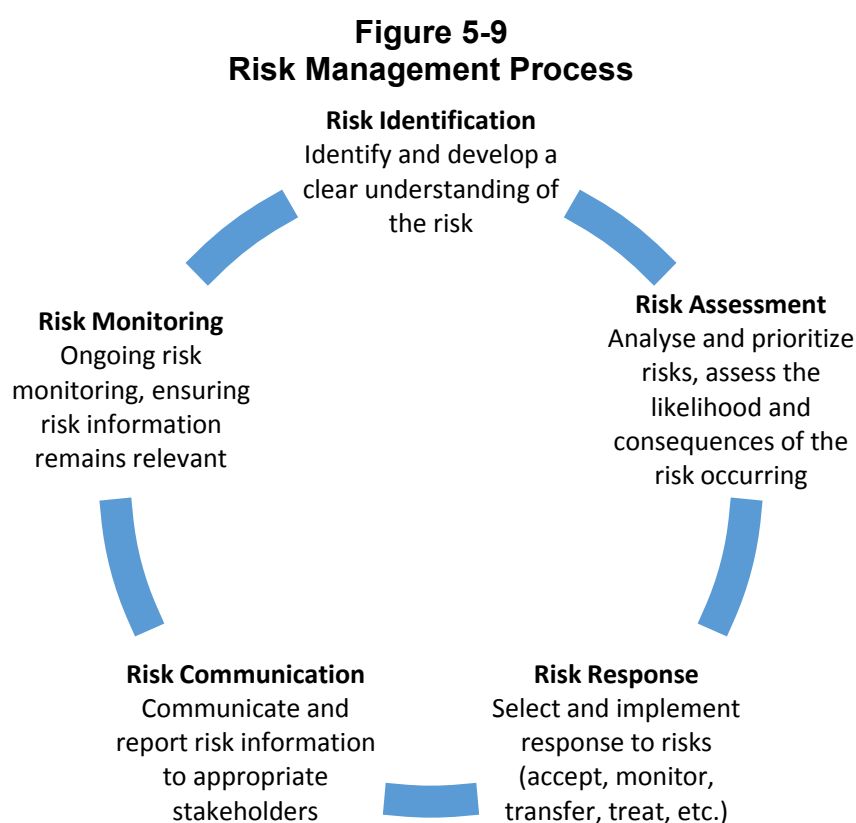 Figure 5-9
Risk Management Process
Risk Identification
Identify and develop a
clear understanding of
the risk
Risk Assessment
Analyse and prioritize
risks, assess the
likelihood and
consequences of the
risk occurring
Risk Response
Select and implement
response to risks
(accept, monitor,
transfer, treat, etc.)
Risk Communication
Communicate and
report risk information
to appropriate
stakeholders
Risk Monitoring
Ongoing risk
monitoring, ensuring
risk information
remains relevant